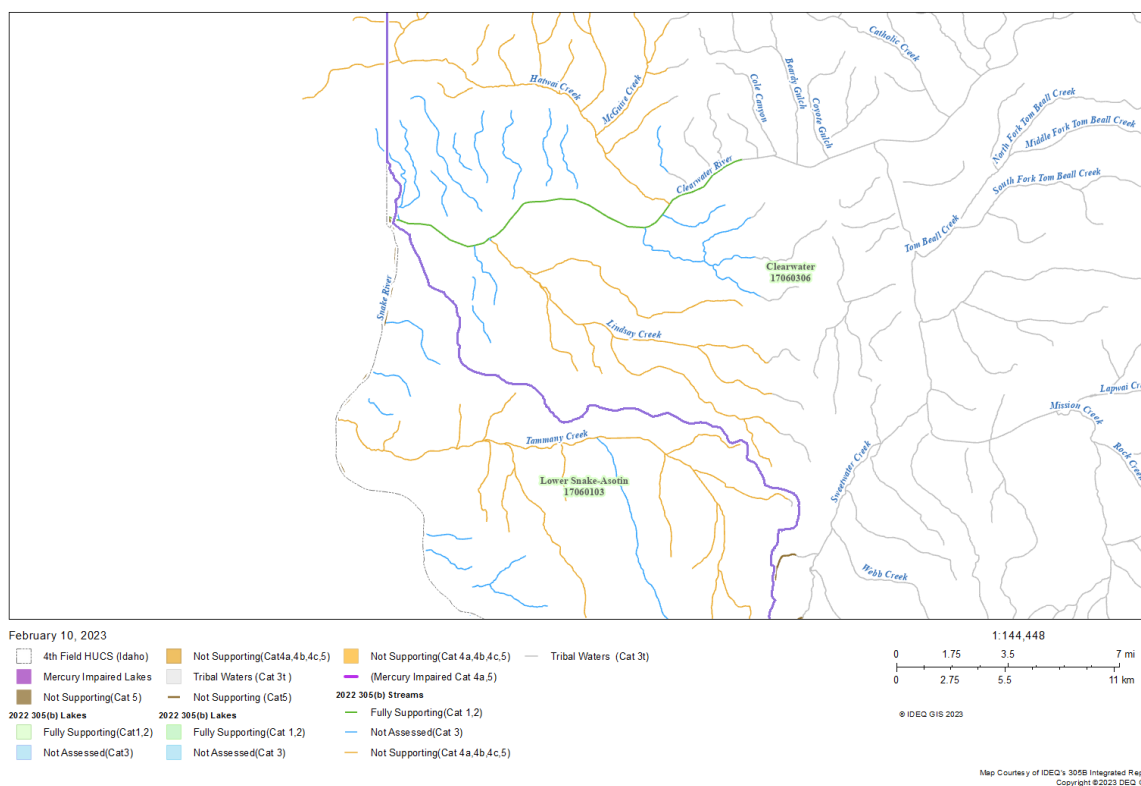 Catholic Creek
Hatwai Creek
McGuire Creek
Cole Canyon
Beardy Gulch
Coyote Gulch
North Fork Tom Beall Creek
Middle Fork Tom Beall Creek
South Fork Tom Beall Creek
Clearwater River
Tom Beall Creek
Clearwater
17060306
Snake River
Lindsay Creek
Lapwai Cr
Mission Creek
Rock Creek
Tammany Creek
Sweetwater Creek
Lower Snake-Asotin
17060103
Webb Creek
February 10, 2023
1:144,448
4th Field HUCS (Idaho)
Mercury Impaired Lakes
Not Supporting(Cat 5)
2022 305(b) Lakes
Fully Supporting(Cat1,2)
Not Assessed(Cat3)
Not Supporting(Cat4a,4b,4c,5)
Tribal Waters (Cat 3t )
Not Supporting (Cat5)
2022 305(b) Lakes
Fully Supporting(Cat 1,2)
Not Assessed(Cat3)
Not Supporting(Cat 4a,4b,4c,5)
(Mercury Impaired Cat 4a,5)
2022 305(b) Streams
Fully Supporting(Cat 1,2)
Not Assessed(Cat 3)
Not Supporting(Cat 4a,4b,4c,5)
Tribal Waters (Cat 3t)
0 1.75 3.5 7 mi
0 2.75 5.5 11 km
© IDEQ GIS 2023
Map Courtesy of IDEQ's 305B Integrated Rep
Copyright ©2023 DEQ G